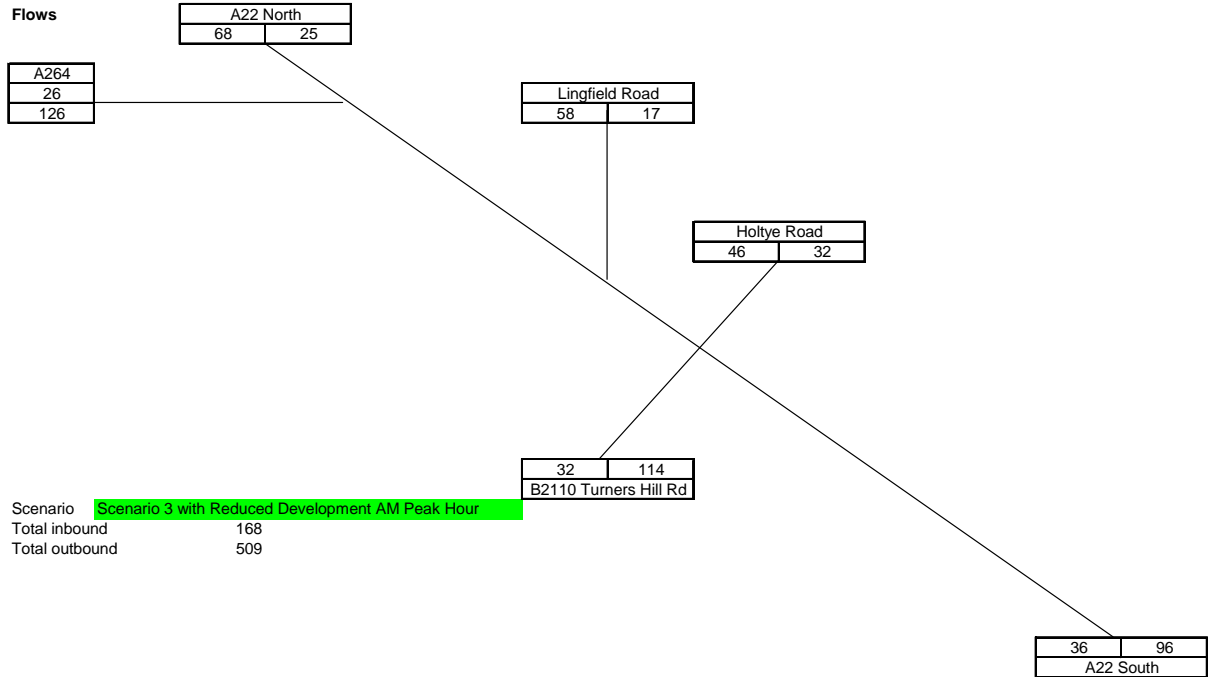 Flows
A22 North
68 25
A264
26
126
Lingfield Road
58 17
Holtye Road
46 32
32 114
B2110 Turners Hill Rd
Scenario Scenario 3 with Reduced Development AM Peak Hour
Total inbound 168
Total outbound 509
36 96
A22 South